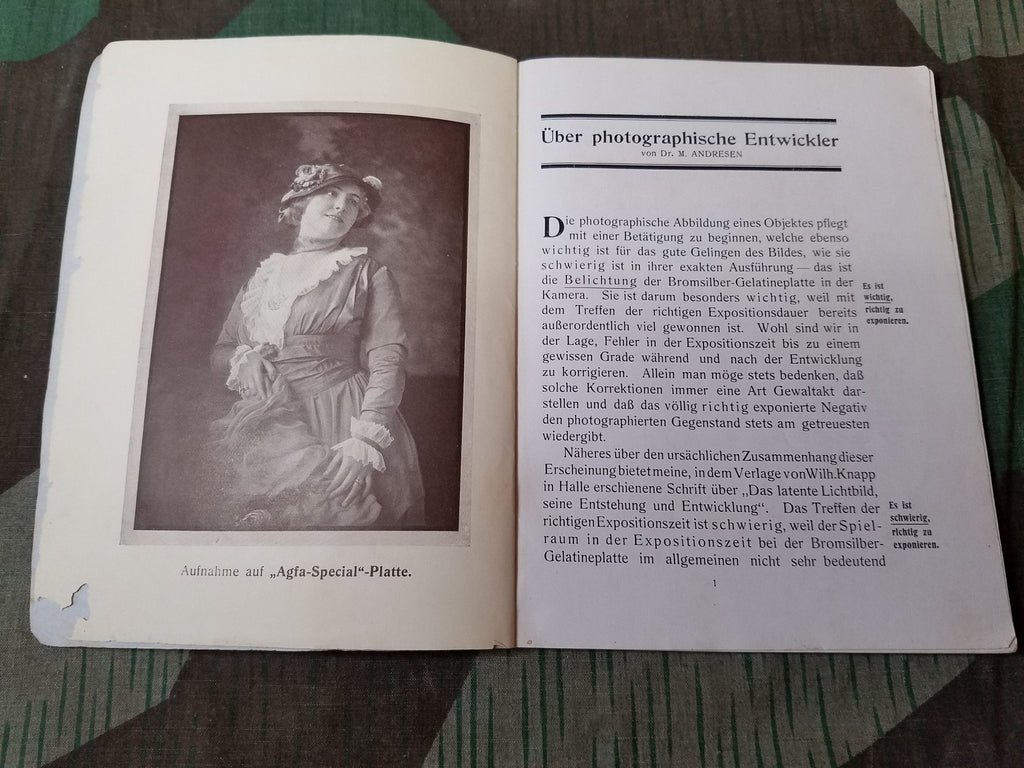 Aufnahme auf „Agfa-Special“-Platte.
Über photographische Entwickler
von Dr. M. ANDRESEN
Die photographische Abbildung eines Objektes pflegt
mit einer Betätigung zu beginnen, welche ebenso
wichtig ist für das gute Gelingen des Bildes, wie sie
schwierig ist in ihrer exakten Ausführung — das ist
die Belichtung der Bromsilber-Gelatineplatte in der
Kamera. Sie ist darum besonders wichtig, weil mit
dem Treffen der richtigen Expositionsdauer bereits
außerordentlich viel gewonnen ist. Wohl sind wir in
der Lage, Fehler in der Expositionszeit bis zu einem
gewissen Grade während und nach der Entwicklung
zu korrigieren. Allein man möge stets bedenken, daß
solche Korrektionen immer eine Art Gewaltakt dar-
stellen und daß das völlig richtig exponierte Negativ
den photographierten Gegenstand stets am getreuesten
wiedergibt.
Es ist
wichtig,
richtig zu
exponieren.
Näheres über den ursächlichen Zusammenhang dieser
Erscheinung bietet meine, in dem Verlage von Wilh. Knapp
in Halle erschienene Schrift über „Das latente Lichtbild,
seine Entstehung und Entwicklung“. Das Treffen der
richtigen Expositionszeit ist schwierig, weil der Spiel-
raum in der Expositionszeit bei der Bromsilber-
Gelatineplatte im allgemeinen nicht sehr bedeutend
Es ist
schwierig,
richtig zu
exponieren.
1